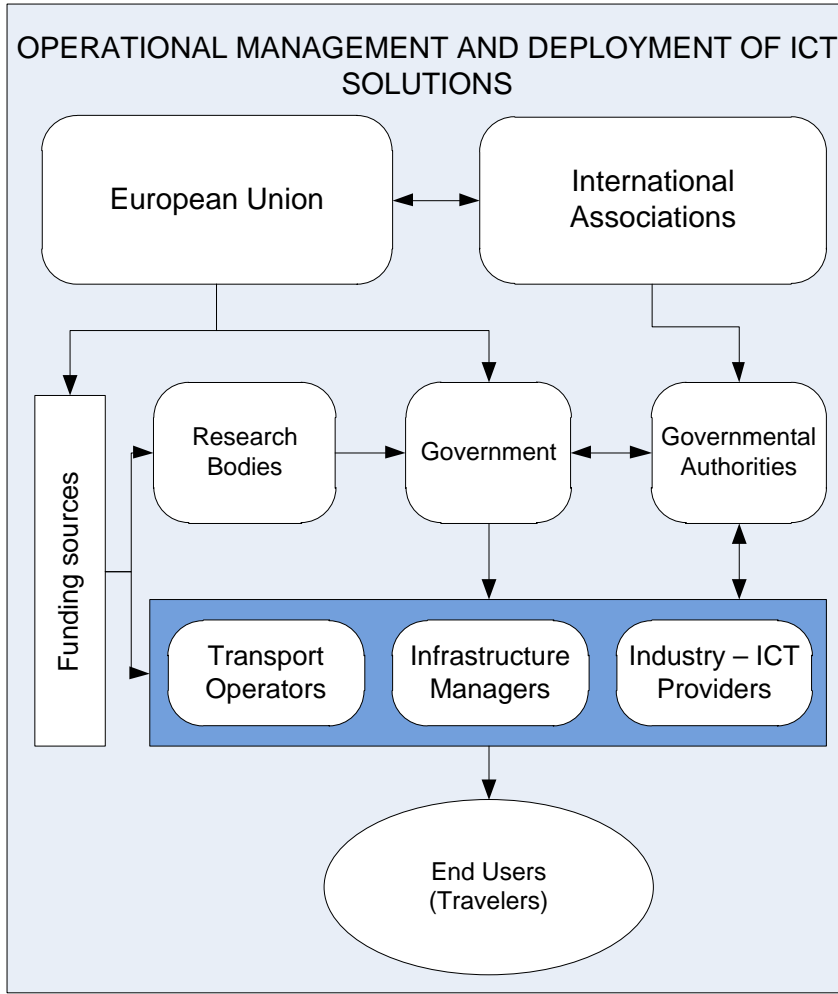 OPERATIONAL MANAGEMENT AND DEPLOYMENT OF ICT
SOLUTIONS
European Union
International
Associations
Funding sources
Research
Bodies
Government
Governmental
Authorities
Transport
Operators
Infrastructure
Managers
Industry – ICT
Providers
End Users
(Travelers)